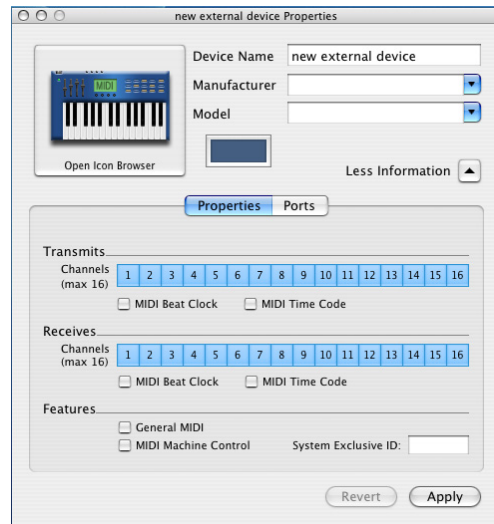 new external device Properties
MIDI
Open Icon Browser
Device Name new external device
Manufacturer
Model
Less Information
Properties Ports
Transmits
Channels (max 16) 1 2 3 4 5 6 7 8 9 10 11 12 13 14 15 16
MIDI Beat Clock MIDI Time Code
Receives
Channels (max 16) 1 2 3 4 5 6 7 8 9 10 11 12 13 14 15 16
MIDI Beat Clock MIDI Time Code
Features
General MIDI
MIDI Machine Control System Exclusive ID:
Revert Apply